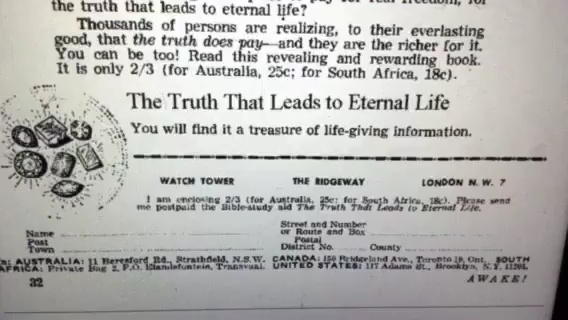 the truth that leads to eternal life?
Thousands of persons are realizing, to their everlasting
good, that the truth does pay—and they are the richer for it.
You can be too! Read this revealing and rewarding book.
It is only 2/3 (for Australia, 25c; for South Africa, 18c).
The Truth That Leads to Eternal Life
You will find it a treasure of life-giving information.
WATCH TOWER THE RIDGEWAY LONDON N. W. 7
I am enclosing 2/3 (for Australia, 25c; for South Africa, 18c). Please send
me postpaid the Bible-study aid The Truth That Leads to Eternal Life.
Street and Number
Name or Route and Box
Post Postal
Town District No. County
AUSTRALIA: 11 Beresford Rd., Strathfield, N.S.W. CANADA: 150 Bridgeland Ave., Toronto 19, Ont. SOUTH
AFRICA: Private Bag 2, P.O. Elandsfontein, Transvaal. UNITED STATES: 117 Adams St., Brooklyn, N.Y. 11201.
32 AWAKE!